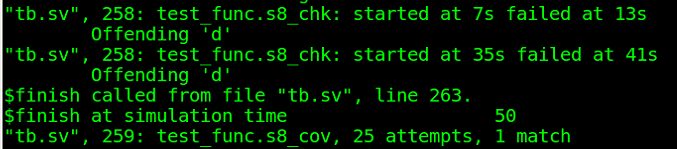 "tb.sv", 258: test_func.s8_chk: started at 7s failed at 13s
Offending 'd'
"tb.sv", 258: test_func.s8_chk: started at 35s failed at 41s
Offending 'd'
$finish called from file "tb.sv", line 263.
$finish at simulation time 50
"tb.sv", 259: test_func.s8_cov, 25 attempts, 1 match